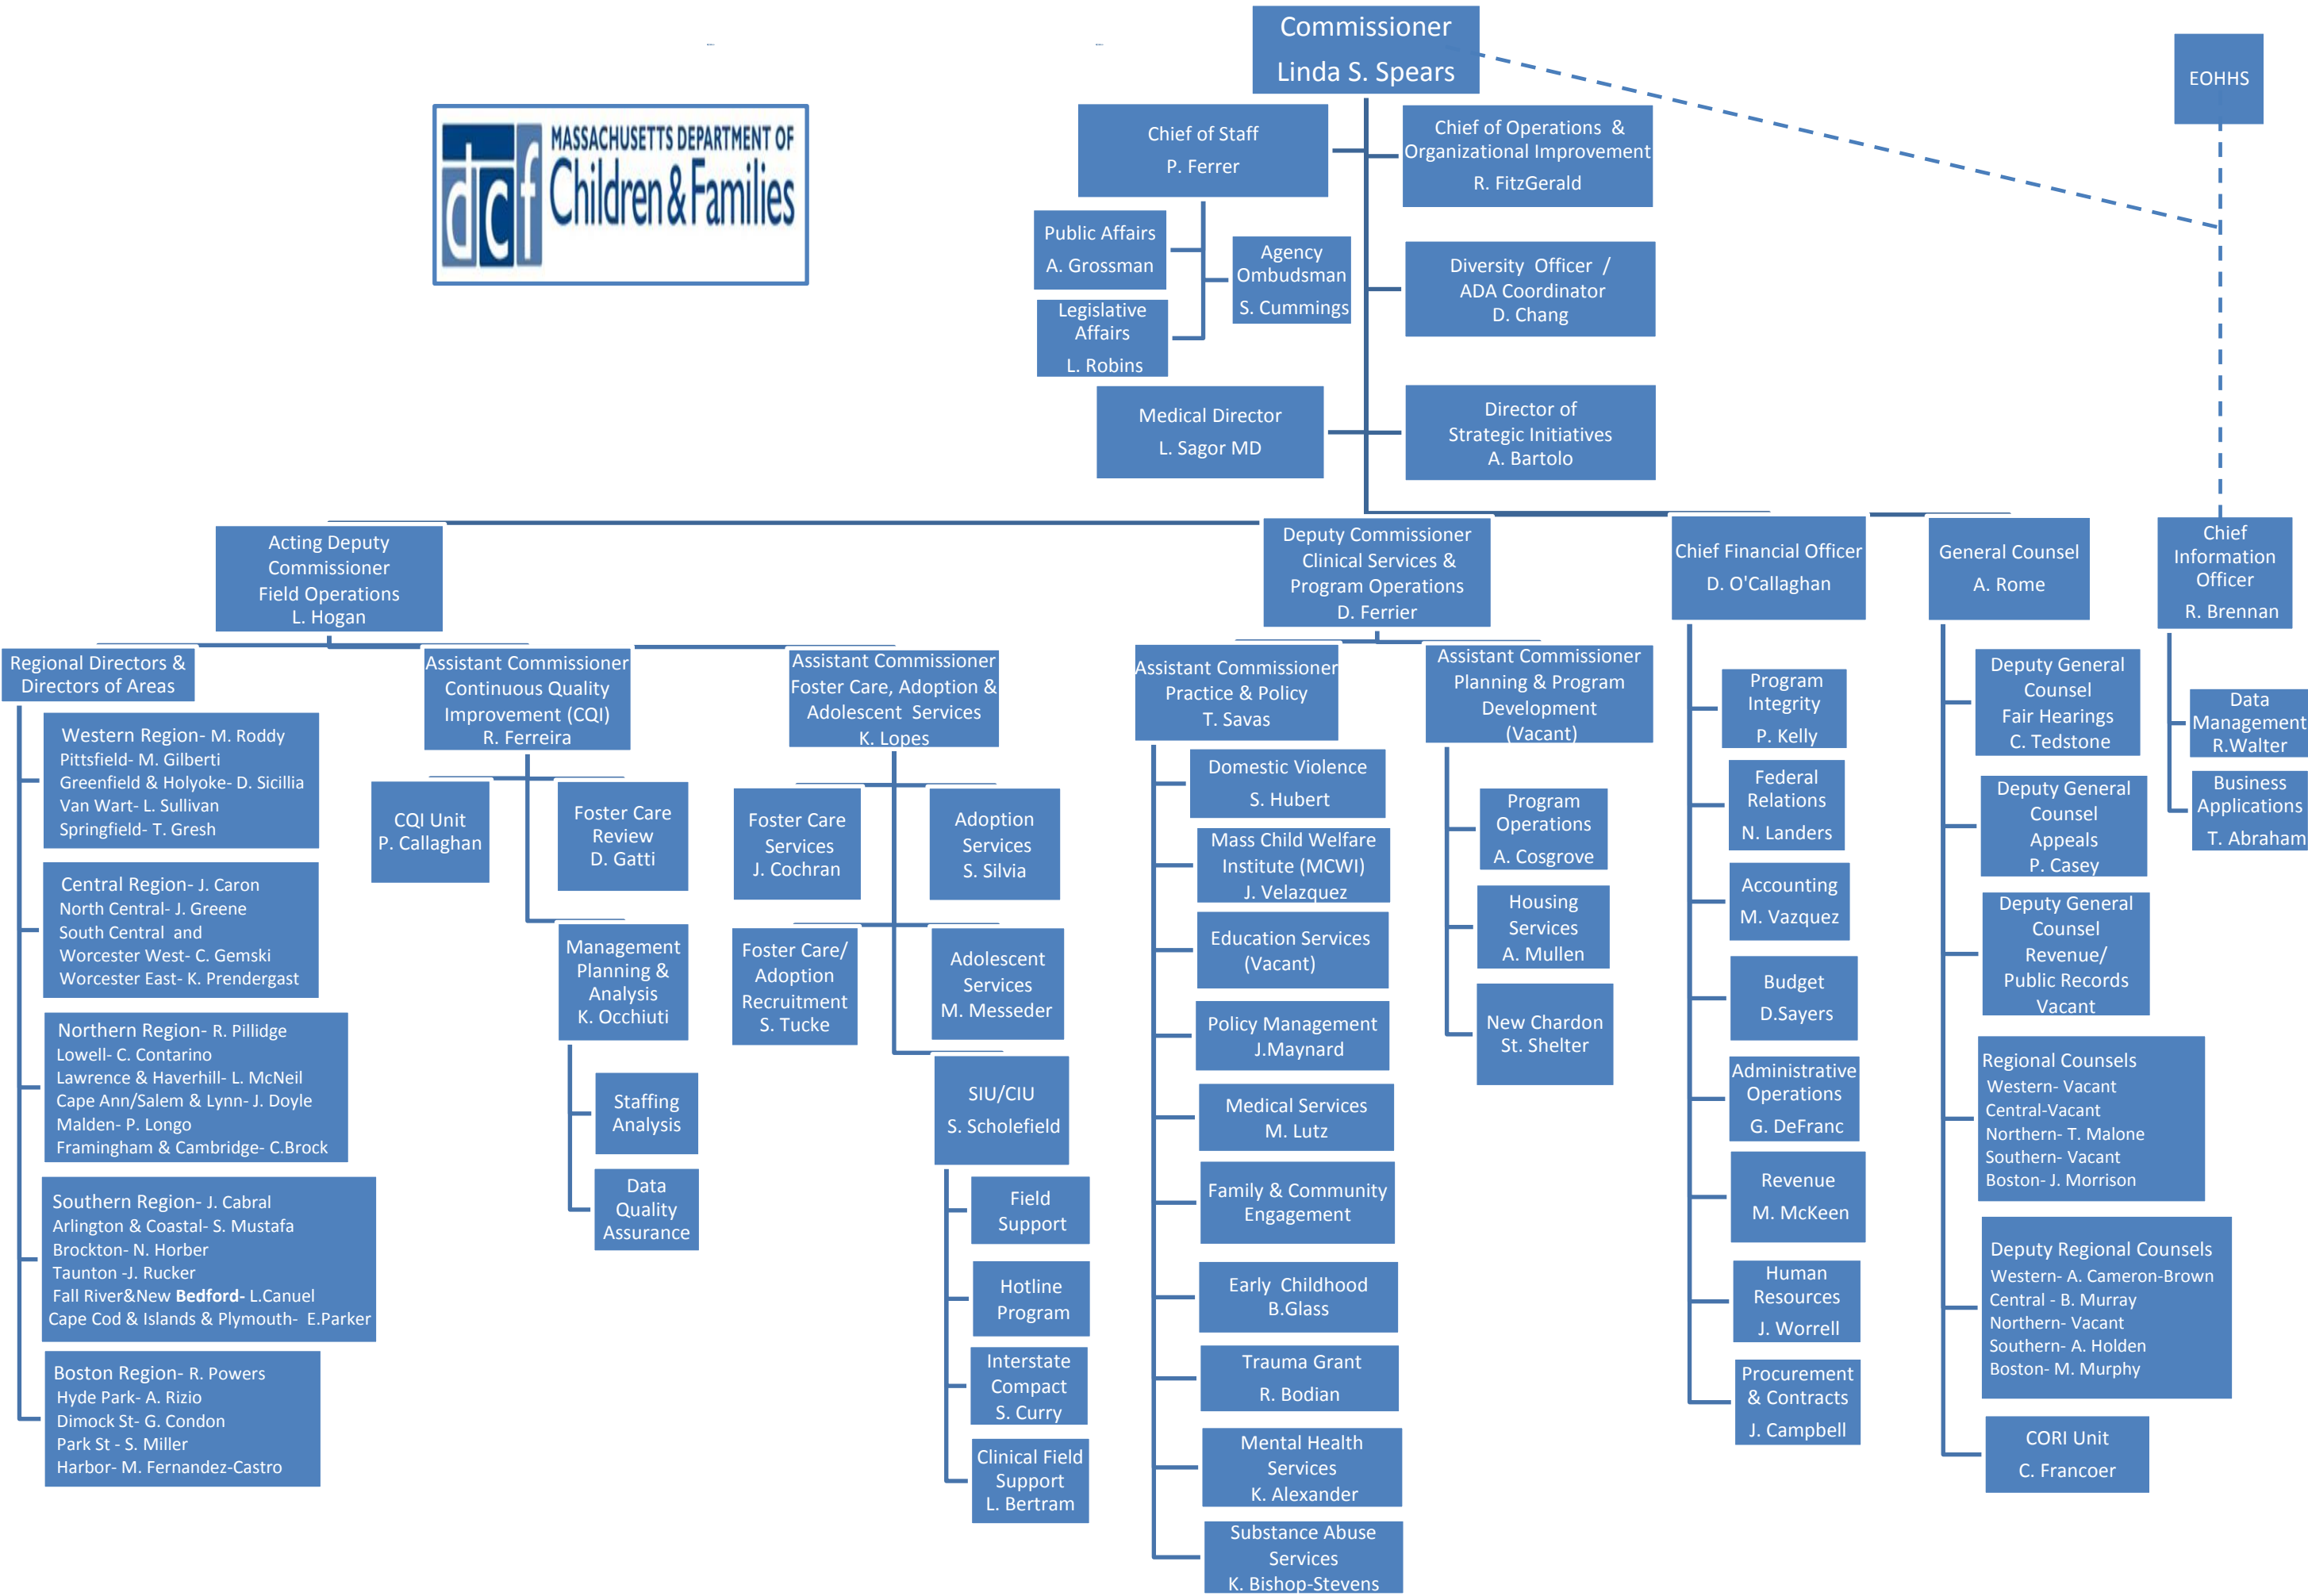 Commissioner
Linda S. Spears
EOHHS
dcf
MASSACHUSETTS DEPARTMENT OF
Children & Families
Chief of Staff
P. Ferrer
Chief of Operations &
Organizational Improvement
R. FitzGerald
Public Affairs
A. Grossman
Agency
Ombudsman
S. Cummings
Legislative
Affairs
L. Robins
Diversity Officer /
ADA Coordinator
D. Chang
Medical Director
L. Sagor MD
Director of
Strategic Initiatives
A. Bartolo
Acting Deputy
Commissioner
Field Operations
L. Hogan
Deputy Commissioner
Clinical Services &
Program Operations
D. Ferrier
Chief Financial Officer
D. O'Callaghan
General Counsel
A. Rome
Chief
Information
Officer
R. Brennan
Regional Directors &
Directors of Areas
Western Region- M. Roddy
Pittsfield- M. Gilberti
Greenfield & Holyoke- D. Sicillia
Van Wart- L. Sullivan
Springfield- T. Gresh
Central Region- J. Caron
North Central- J. Greene
South Central and
Worcester West- C. Gemski
Worcester East- K. Prendergast
Northern Region- R. Pillidge
Lowell- C. Contarino
Lawrence & Haverhill- L. McNeil
Cape Ann/Salem & Lynn- J. Doyle
Malden- P. Longo
Framingham & Cambridge- C.Brock
Southern Region- J. Cabral
Arlington & Coastal- S. Mustafa
Brockton- N. Horber
Taunton -J. Rucker
Fall River&New Bedford- L.Canuel
Cape Cod & Islands & Plymouth- E.Parker
Boston Region- R. Powers
Hyde Park- A. Rizio
Dimock St- G. Condon
Park St - S. Miller
Harbor- M. Fernandez-Castro
Assistant Commissioner
Continuous Quality
Improvement (CQI)
R. Ferreira
CQI Unit
P. Callaghan
Foster Care
Review
D. Gatti
Management
Planning &
Analysis
K. Occhiuti
Staffing
Analysis
Data
Quality
Assurance
Assistant Commissioner
Foster Care, Adoption &
Adolescent Services
K. Lopes
Foster Care
Services
J. Cochran
Adoption
Services
S. Silvia
Foster Care/
Adoption
Recruitment
S. Tucke
Adolescent
Services
M. Messeder
SIU/CIU
S. Scholefield
Field
Support
Hotline
Program
Interstate
Compact
S. Curry
Clinical Field
Support
L. Bertram
Assistant Commissioner
Practice & Policy
T. Savas
Domestic Violence
S. Hubert
Mass Child Welfare
Institute (MCWI)
J. Velazquez
Education Services
(Vacant)
Policy Management
J.Maynard
Medical Services
M. Lutz
Family & Community
Engagement
Early Childhood
B.Glass
Trauma Grant
R. Bodian
Mental Health
Services
K. Alexander
Substance Abuse
Services
K. Bishop-Stevens
Assistant Commissioner
Planning & Program
Development
(Vacant)
Program
Operations
A. Cosgrove
Housing
Services
A. Mullen
New Chardon
St. Shelter
Program
Integrity
P. Kelly
Federal
Relations
N. Landers
Accounting
M. Vazquez
Budget
D.Sayers
Administrative
Operations
G. DeFranc
Revenue
M. McKeen
Human
Resources
J. Worrell
Procurement
& Contracts
J. Campbell
Deputy General
Counsel
Fair Hearings
C. Tedstone
Deputy General
Counsel
Appeals
P. Casey
Deputy General
Counsel
Revenue/
Public Records
Vacant
Regional Counsels
Western- Vacant
Central-Vacant
Northern- T. Malone
Southern- Vacant
Boston- J. Morrison
Deputy Regional Counsels
Western- A. Cameron-Brown
Central - B. Murray
Northern- Vacant
Southern- A. Holden
Boston- M. Murphy
CORI Unit
C. Francoer
Data
Management
R.Walter
Business
Applications
T. Abraham